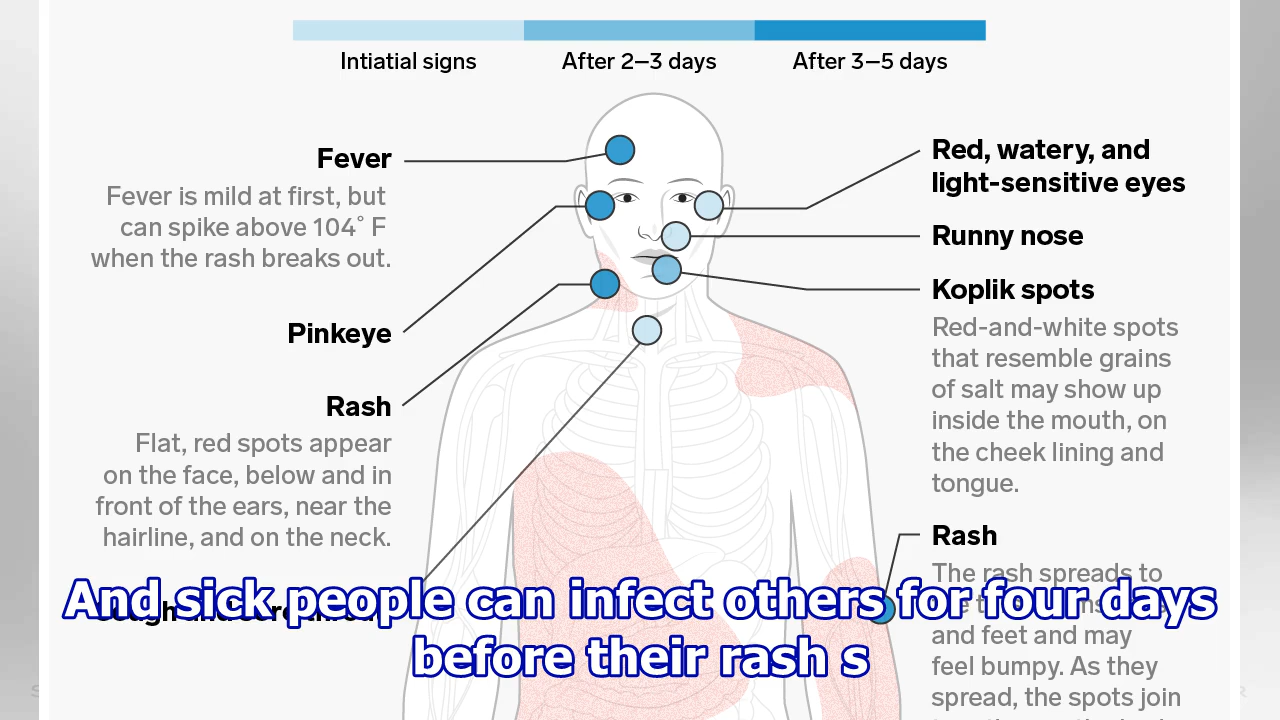 Intiatial signs
After 2–3 days
After 3–5 days
Fever
Fever is mild at first, but
can spike above 104° F
when the rash breaks out.
Pinkeye
Rash
Flat, red spots appear
on the face, below and in
front of the ears, near the
hairline, and on the neck.
Red, watery, and
light-sensitive eyes
Runny nose
Koplik spots
Red-and-white spots
that resemble grains
of salt may show up
inside the mouth, on
the cheek lining and
tongue.
Rash
The rash spreads to
and feet and may
feel bumpy. As they
spread, the spots join
And sick people can infect others for four days
before their rash s